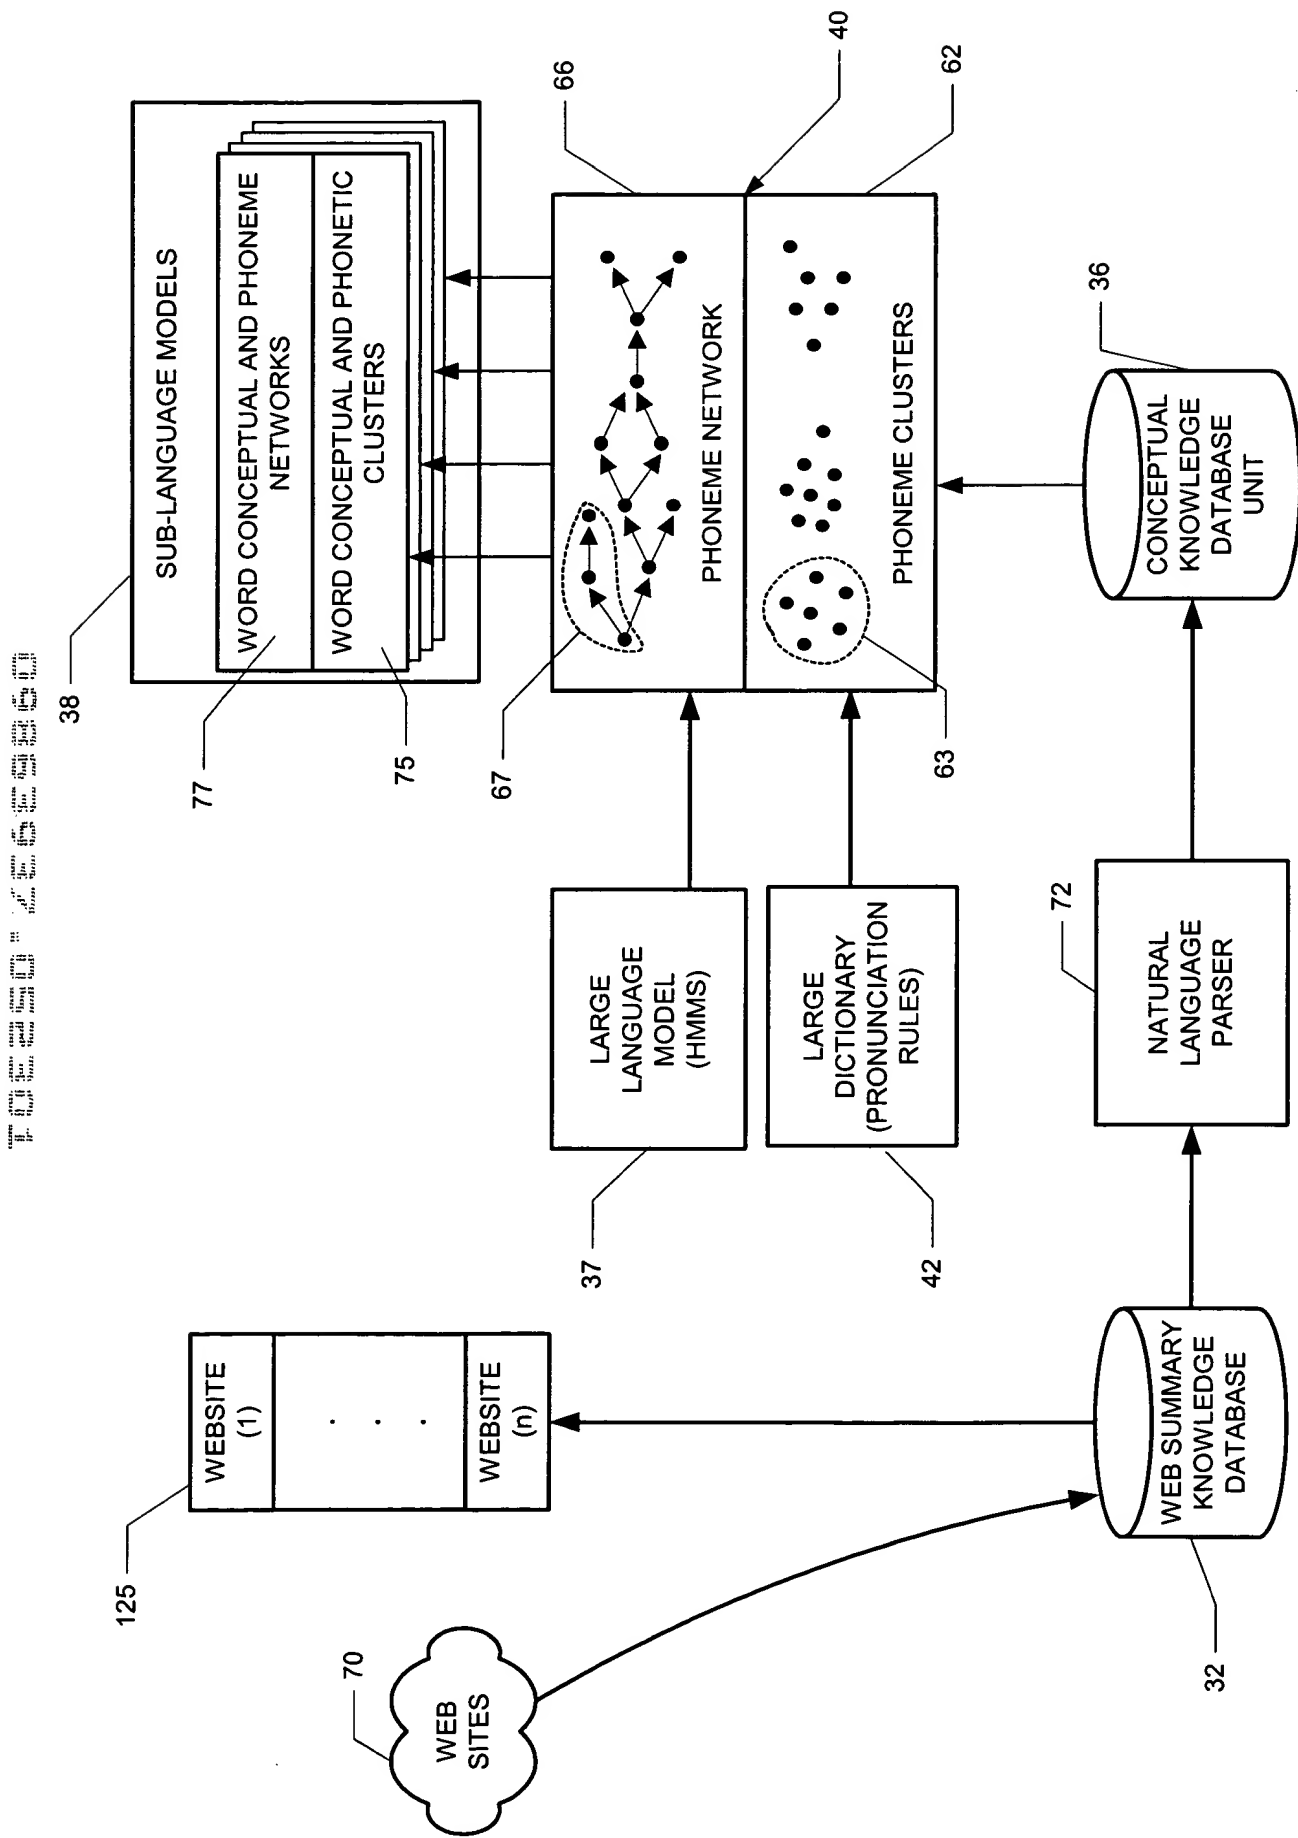 09863937.052301
125
38
WEBSITE
(1)
.
.
.
WEBSITE
(n)
SUB-LANGUAGE MODELS
77
WORD CONCEPTUAL AND PHONEME
NETWORKS
75
WORD CONCEPTUAL AND PHONETIC
CLUSTERS
70
WEB
SITES
67
66
37
LARGE
LANGUAGE
MODEL
(HMMS)
PHONEME NETWORK
40
LARGE
DICTIONARY
(PRONUNCIATION
RULES)
42
PHONEME CLUSTERS
63
62
72
36
WEB SUMMARY
KNOWLEDGE
DATABASE
32
NATURAL
LANGUAGE
PARSER
CONCEPTUAL
KNOWLEDGE
DATABASE
UNIT